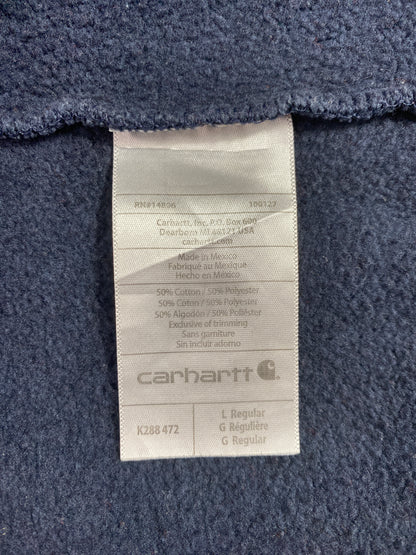 RN#14806 100127
Carhartt, Inc. P.O. Box 600
Dearborn MI 48121 USA
carhartt.com
Made in Mexico
Fabriqué au Mexique
Hecho en México
50% Cotton / 50% Polyester
50% Coton / 50% Polyester
50% Algodón / 50% Poliéster
Exclusive of trimming
Sans garniture
Sin incluir adorno
carhartt
K288 472
L Regular
G Régulière
G Regular